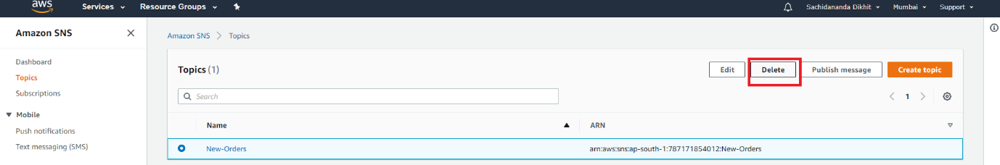 aws Services Resource Groups Sachidananda Dikhit Mumbai Support
Amazon SNS
Amazon SNS Topics
Dashboard
Topics
Subscriptions
Mobile
Push notifications
Text messaging (SMS)
Topics (1) Edit Delete Publish message Create topic
Search 1
Name ARN
New-Orders arn:aws:sns:ap-south-1:787171854012:New-Orders